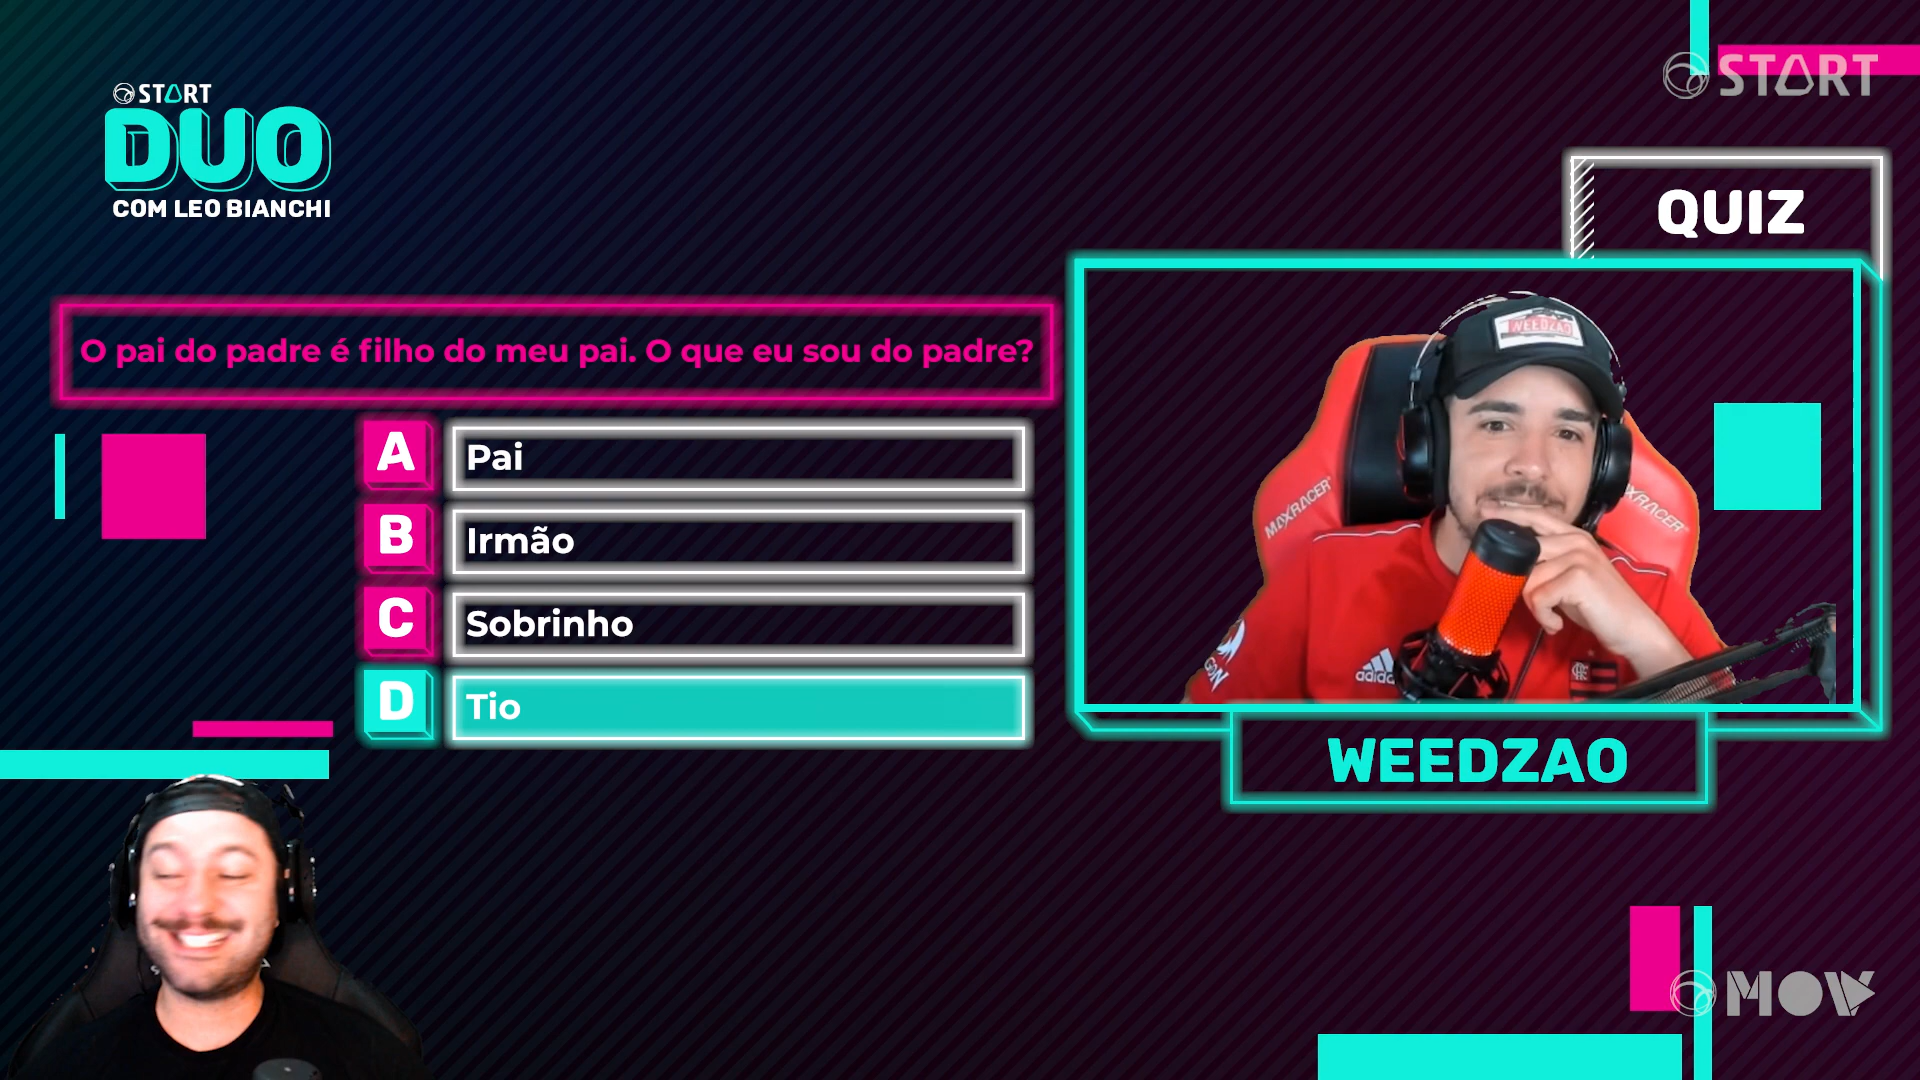 START
DUO
COM LEO BIANCHI
START
QUIZ
O pai do padre é filho do meu pai. O que eu sou do padre?
A Pai
B Irmão
C Sobrinho
D Tio
WEEDZAO
MAXRACER
MAXRACER
adidas
WEEDZAO
MOV